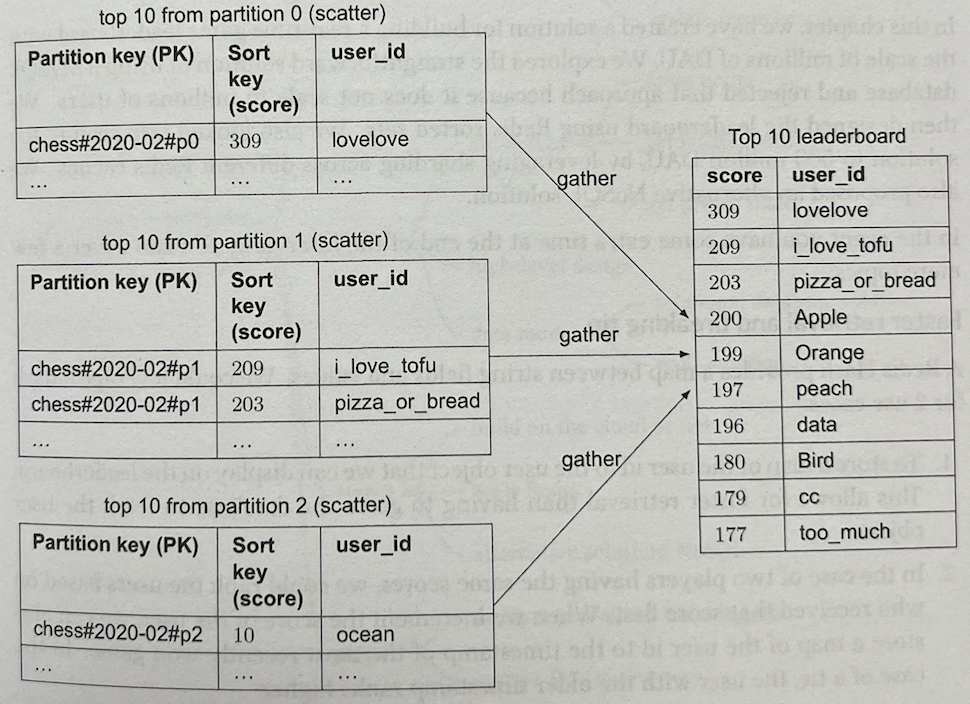 top 10 from partition 0 (scatter)
Partition key (PK) Sort key (score) user_id
chess#2020-02#p0 309 lovelove
... ... ...
top 10 from partition 1 (scatter)
Partition key (PK) Sort key (score) user_id
chess#2020-02#p1 209 i_love_tofu
chess#2020-02#p1 203 pizza_or_bread
... ... ...
top 10 from partition 2 (scatter)
Partition key (PK) Sort key (score) user_id
chess#2020-02#p2 10 ocean
... ... ...
gather
gather
gather
Top 10 leaderboard
score user_id
309 lovelove
209 i_love_tofu
203 pizza_or_bread
200 Apple
199 Orange
197 peach
196 data
180 Bird
179 cc
177 too_much